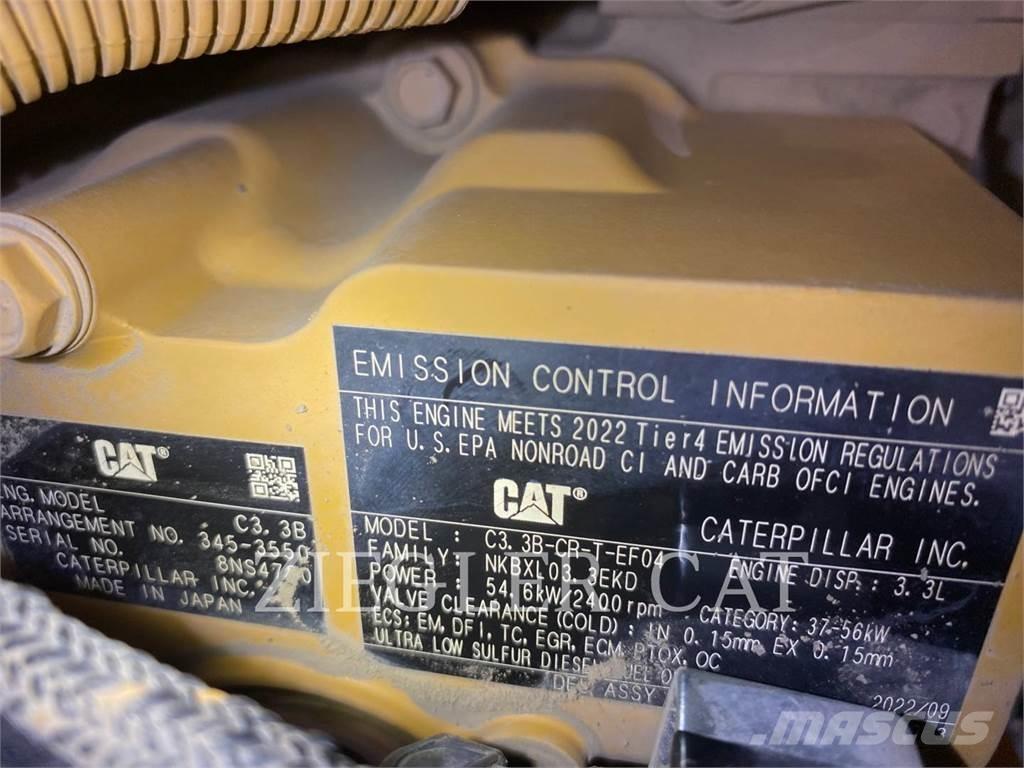 EMISSION CONTROL INFORMATION
THIS ENGINE MEETS 2022 Tier4 EMISSION REGULATIONS
FOR U.S.EPA NONROAD CI AND CARB OFCI ENGINES.
CAT®
CATERPILLAR INC.
MODEL : C3.3B-CR-T-EF04
ENGINE DISP.: 3.3L
FAMILY: NKBXL03.3EKD
POWER : 54.6kW/2400rpm CATEGORY: 37-56kW
VALVE CLEARANCE (COLD): IN 0.15mm EX 0.15mm
ECS: EM, DFI, TC, EGR, ECM, PTOX, OC
ULTRA LOW SULFUR DIESEL
ASSY
2022/09
CAT®
ENG. MODEL C3.3B
ARRANGEMENT NO. 345-3550
SERIAL NO.
CATERPILLAR INC.
MADE IN JAPAN
ZIEGLER CAT
MASCUS